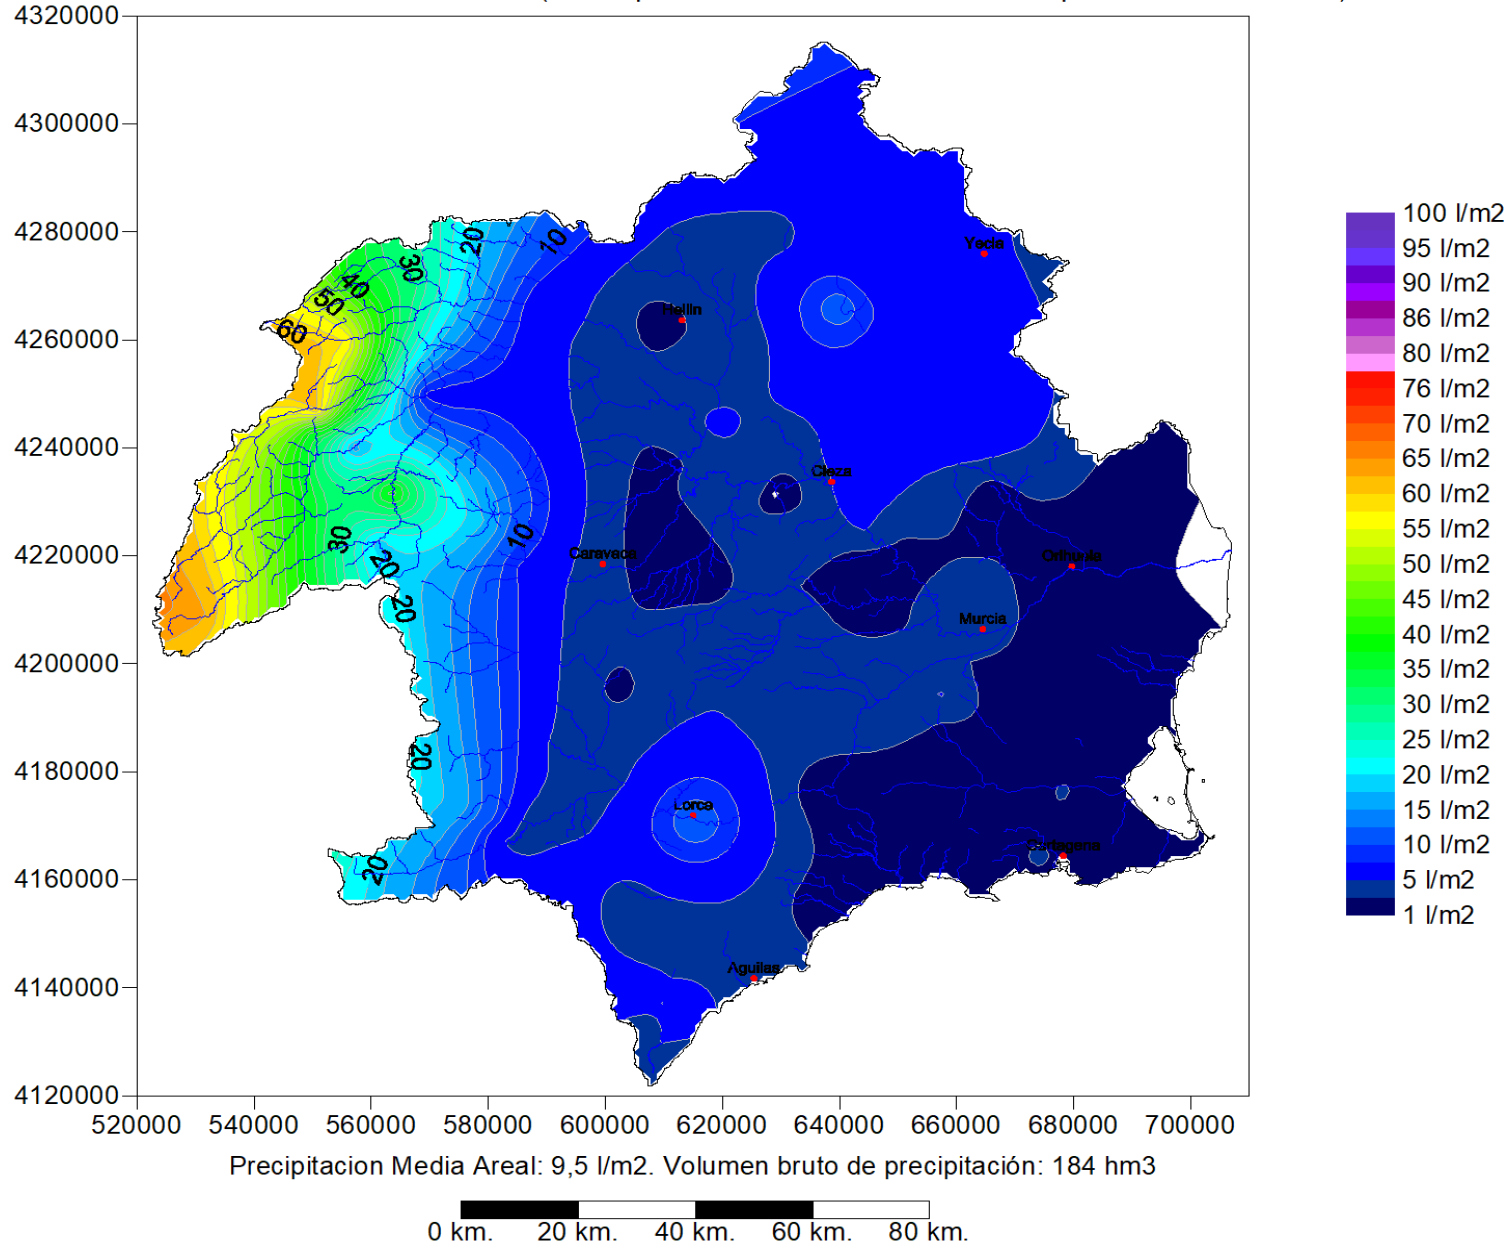 4320000
4300000
4280000
4260000
4240000
4220000
4200000
4180000
4160000
4140000
4120000
520000 540000 560000 580000 600000 620000 640000 660000 680000 700000
20
10
30
40
50
60
10
30
20
20
20
20
Yecla
Hellin
Cieza
Caravaca
Orihuela
Murcia
Lorca
Cartagena
Aguilas
100 l/m2
95 l/m2
90 l/m2
86 l/m2
80 l/m2
76 l/m2
70 l/m2
65 l/m2
60 l/m2
55 l/m2
50 l/m2
45 l/m2
40 l/m2
35 l/m2
30 l/m2
25 l/m2
20 l/m2
15 l/m2
10 l/m2
5 l/m2
1 l/m2
Precipitacion Media Areal: 9,5 l/m2. Volumen bruto de precipitación: 184 hm3
0 km. 20 km. 40 km. 60 km. 80 km.